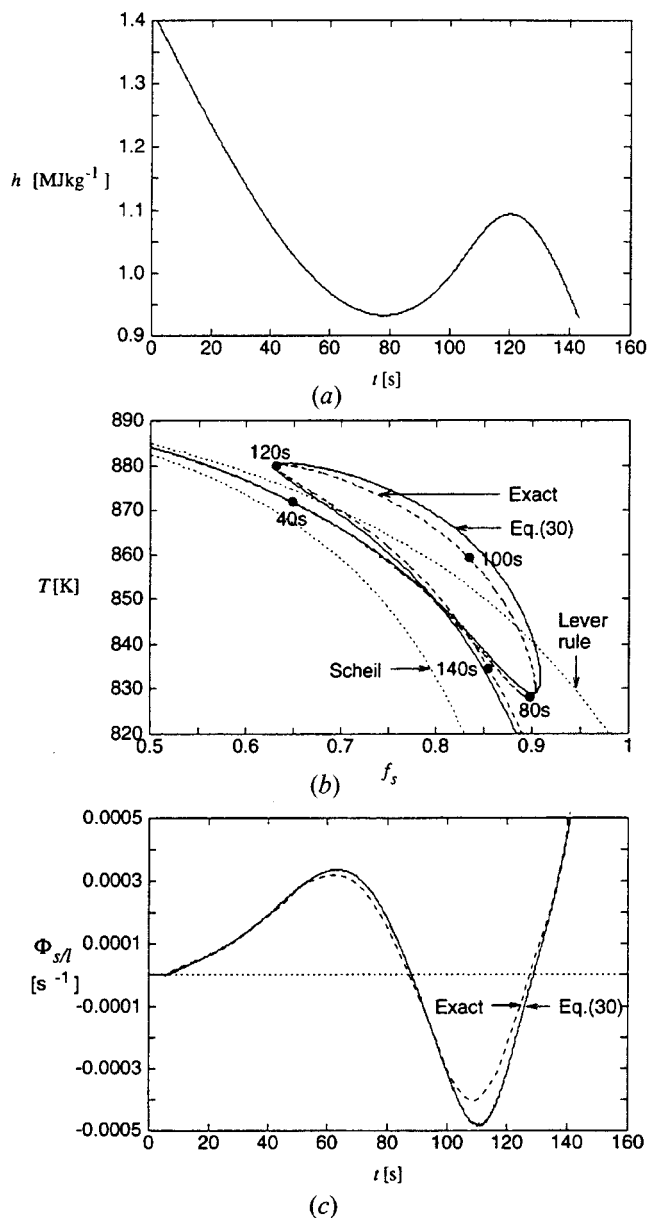 1.4
1.3
1.2
h [MJkg⁻¹]
1.1
1.0
0.9
0 20 40 60 80 100 120 140 160
t [s]
(a)
890
880
870
860
T [K]
850
840
830
820
120s
40s
Exact
Eq.(30)
100s
Lever
rule
Scheil
140s
80s
0.5 0.6 0.7 0.8 0.9 1
f_s
(b)
0.0005
0.0003
0.0001
Φ_s/l
[s⁻¹]
-0.0001
-0.0003
-0.0005
Exact Eq.(30)
0 20 40 60 80 100 120 140 160
t [s]
(c)